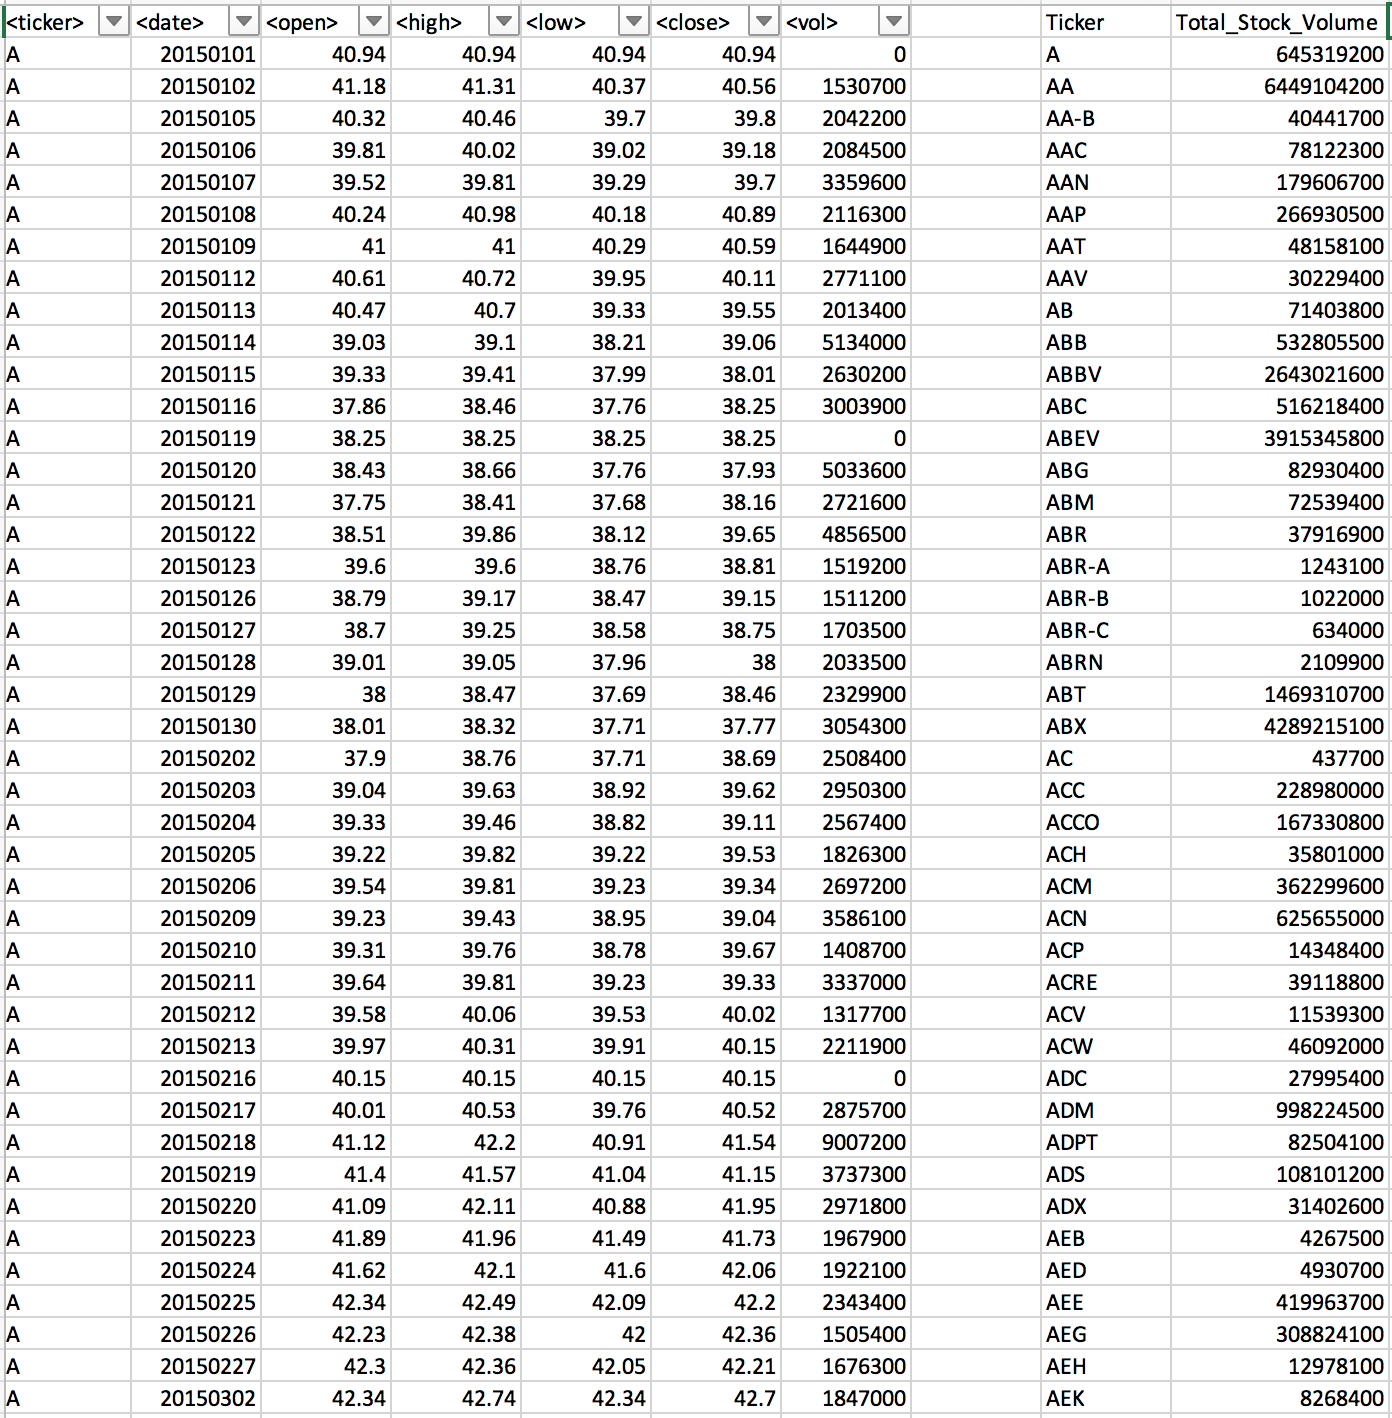 <ticker> <date> <open> <high> <low> <close> <vol> Ticker Total_Stock_Volume
A 20150101 40.94 40.94 40.94 40.94 0 A 645319200
A 20150102 41.18 41.31 40.37 40.56 1530700 AA 6449104200
A 20150105 40.32 40.46 39.7 39.8 2042200 AA-B 40441700
A 20150106 39.81 40.02 39.02 39.18 2084500 AAC 78122300
A 20150107 39.52 39.81 39.29 39.7 3359600 AAN 179606700
A 20150108 40.24 40.98 40.18 40.89 2116300 AAP 266930500
A 20150109 41 41 40.29 40.59 1644900 AAT 48158100
A 20150112 40.61 40.72 39.95 40.11 2771100 AAV 30229400
A 20150113 40.47 40.7 39.33 39.55 2013400 AB 71403800
A 20150114 39.03 39.1 38.21 39.06 5134000 ABB 532805500
A 20150115 39.33 39.41 37.99 38.01 2630200 ABBV 2643021600
A 20150116 37.86 38.46 37.76 38.25 3003900 ABC 516218400
A 20150119 38.25 38.25 38.25 38.25 0 ABEV 3915345800
A 20150120 38.43 38.66 37.76 37.93 5033600 ABG 82930400
A 20150121 37.75 38.41 37.68 38.16 2721600 ABM 72539400
A 20150122 38.51 39.86 38.12 39.65 4856500 ABR 37916900
A 20150123 39.6 39.6 38.76 38.81 1519200 ABR-A 1243100
A 20150126 38.79 39.17 38.47 39.15 1511200 ABR-B 1022000
A 20150127 38.7 39.25 38.58 38.75 1703500 ABR-C 634000
A 20150128 39.01 39.05 37.96 38 2033500 ABRN 2109900
A 20150129 38 38.47 37.69 38.46 2329900 ABT 1469310700
A 20150130 38.01 38.32 37.71 37.77 3054300 ABX 4289215100
A 20150202 37.9 38.76 37.71 38.69 2508400 AC 437700
A 20150203 39.04 39.63 38.92 39.62 2950300 ACC 228980000
A 20150204 39.33 39.46 38.82 39.11 2567400 ACCO 167330800
A 20150205 39.22 39.82 39.22 39.53 1826300 ACH 35801000
A 20150206 39.54 39.81 39.23 39.34 2697200 ACM 362299600
A 20150209 39.23 39.43 38.95 39.04 3586100 ACN 625655000
A 20150210 39.31 39.76 38.78 39.67 1408700 ACP 14348400
A 20150211 39.64 39.81 39.23 39.33 3337000 ACRE 39118800
A 20150212 39.58 40.06 39.53 40.02 1317700 ACV 11539300
A 20150213 39.97 40.31 39.91 40.15 2211900 ACW 46092000
A 20150216 40.15 40.15 40.15 40.15 0 ADC 27995400
A 20150217 40.01 40.53 39.76 40.52 2875700 ADM 998224500
A 20150218 41.12 42.2 40.91 41.54 9007200 ADPT 82504100
A 20150219 41.4 41.57 41.04 41.15 3737300 ADS 108101200
A 20150220 41.09 42.11 40.88 41.95 2971800 ADX 31402600
A 20150223 41.89 41.96 41.49 41.73 1967900 AEB 4267500
A 20150224 41.62 42.1 41.6 42.06 1922100 AED 4930700
A 20150225 42.34 42.49 42.09 42.2 2343400 AEE 419963700
A 20150226 42.23 42.38 42 42.36 1505400 AEG 308824100
A 20150227 42.3 42.36 42.05 42.21 1676300 AEH 12978100
A 20150302 42.34 42.74 42.34 42.7 1847000 AEK 8268400